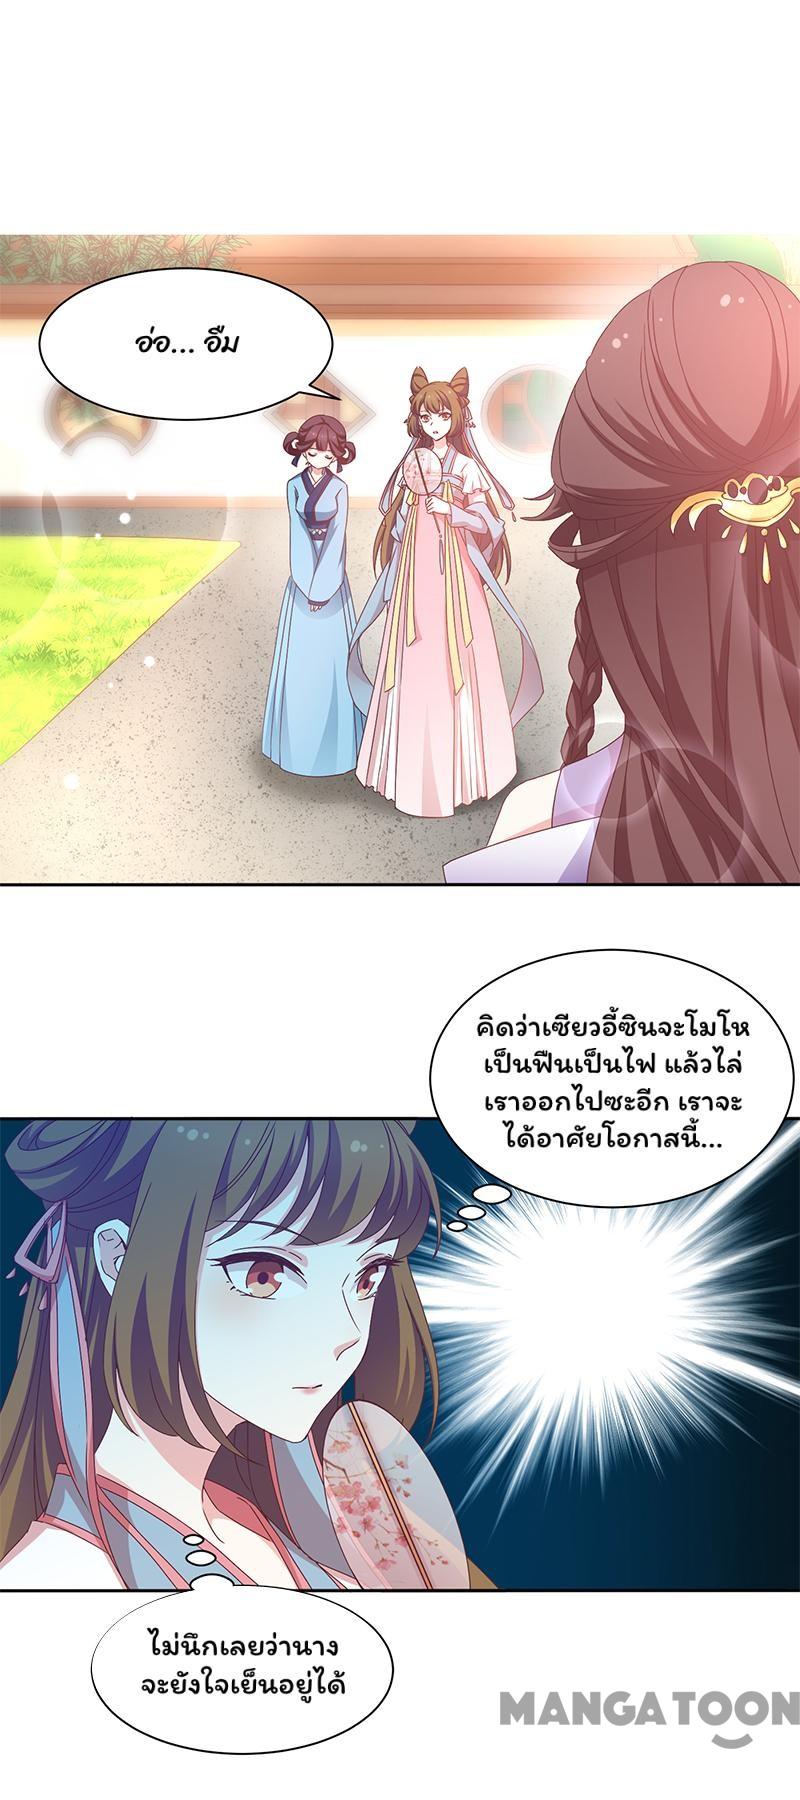 อ่อ... อืม
คิดว่าเซียวอี้ซินจะโมโห
เป็นฟืนเป็นไฟ แล้วไล่
เราออกไปซะอีก เราจะ
ได้อาศัยโอกาสนี้...
ไม่นึกเลยว่านาง
จะยังใจเย็นอยู่ได้
MANGATOON